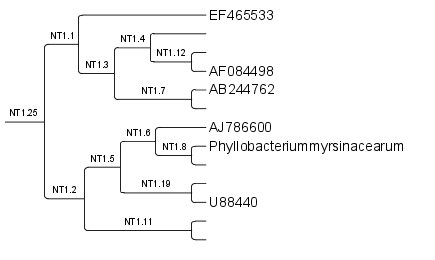 EF465533
NT1.1
NT1.4
NT1.12
NT1.3
AF084498
AB244762
NT1.7
NT1.25
AJ786600
NT1.6
Phyllobacteriummyrsinacearum
NT1.8
NT1.5
NT1.19
NT1.2
U88440
NT1.11